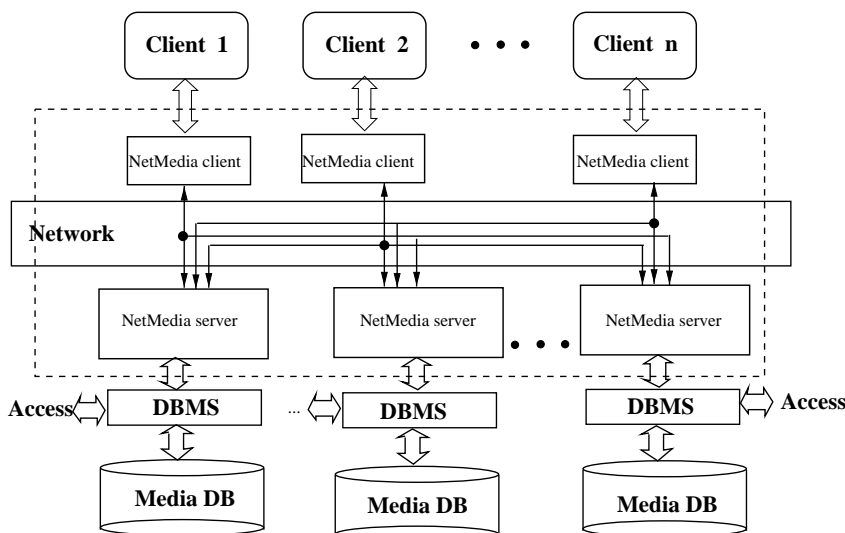 Client 1
Client 2
• • •
Client n
NetMedia client
NetMedia client
NetMedia client
Network
NetMedia server
NetMedia server
• • •
NetMedia server
Access
DBMS
...
DBMS
DBMS
Access
Media DB
Media DB
Media DB